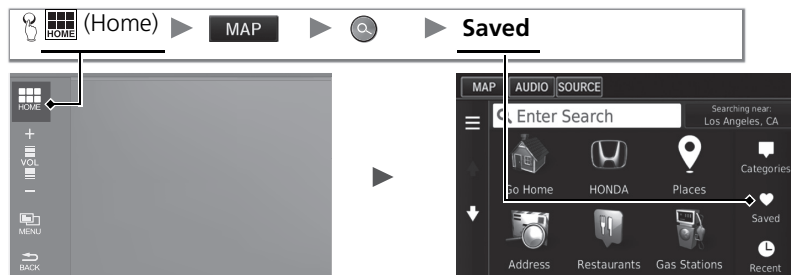 HOME (Home) MAP Saved
HOME
+
VOL
−
MENU
BACK
MAP AUDIO SOURCE
Enter Search
Searching near:
Los Angeles, CA
Go Home HONDA Places Categories
Saved
Address Restaurants Gas Stations Recent